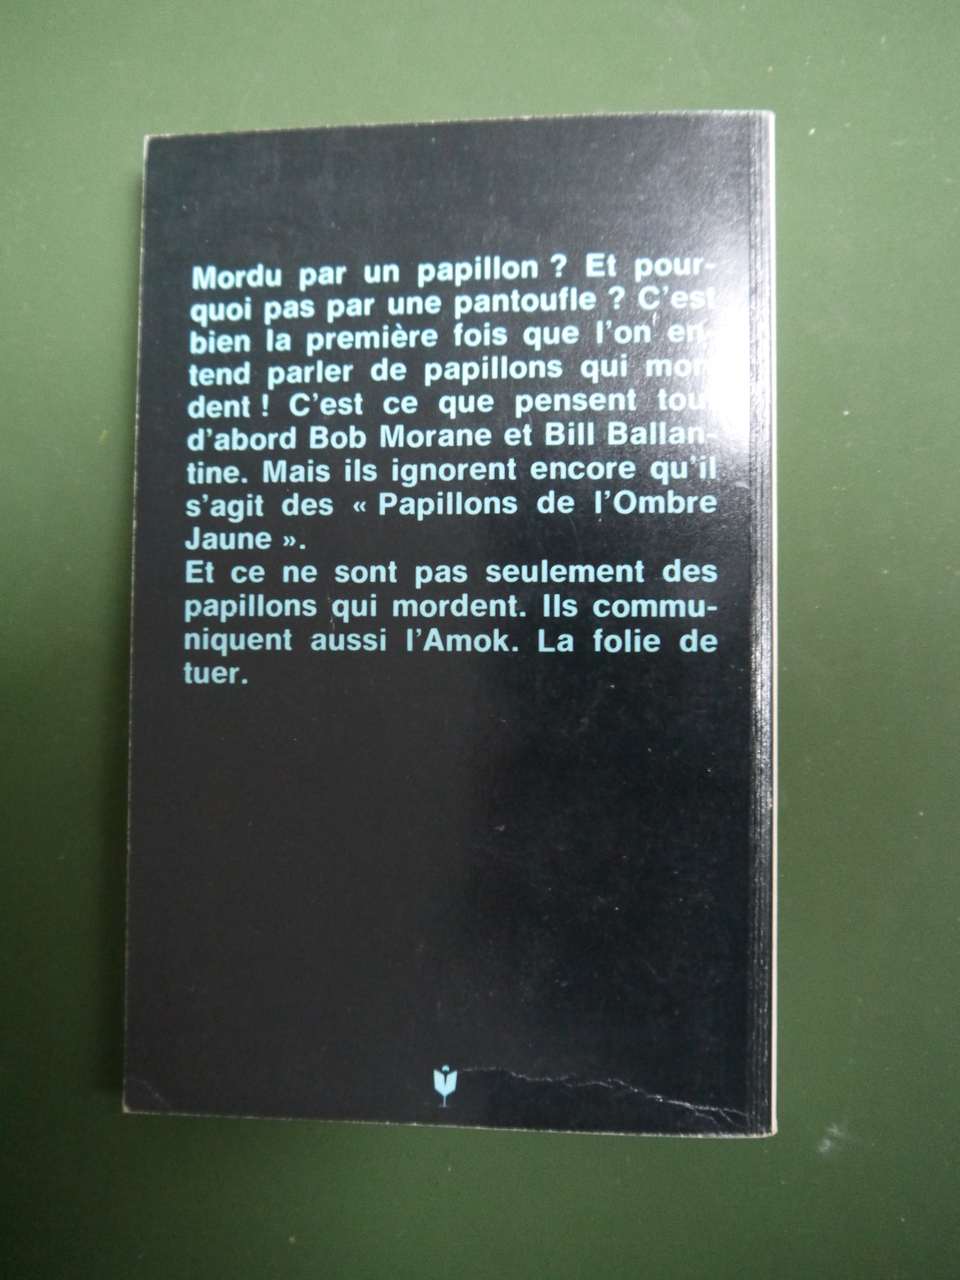 Mordu par un papillon ? Et pour-
quoi pas par une pantoufle ? C'est
bien la première fois que l'on en-
tend parler de papillons qui mor-
dent ! C'est ce que pensent tout
d'abord Bob Morane et Bill Ballan-
tine. Mais ils ignorent encore qu'il
s'agit des « Papillons de l'Ombre
Jaune ».
Et ce ne sont pas seulement des
papillons qui mordent. Ils commu-
niquent aussi l'Amok. La folie de
tuer.